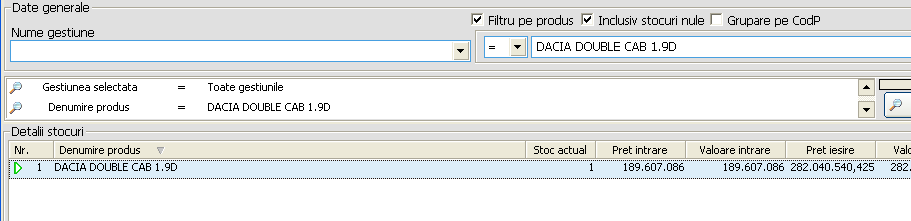 Date generale
Filtru pe produs Inclusiv stocuri nule Grupare pe CodP
Nume gestiune
= DACIA DOUBLE CAB 1.9D
Gestiunea selectata = Toate gestiunile
Denumire produs = DACIA DOUBLE CAB 1.9D
Detalii stocuri
Nr. Denumire produs Stoc actual Pret intrare Valoare intrare Pret iesire Valo
1 DACIA DOUBLE CAB 1.9D 1 189.607.086 189.607.086 282.040.540,425 282.